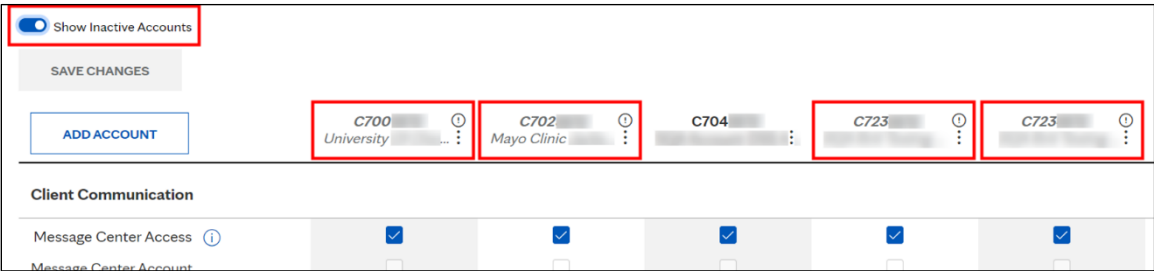 Show Inactive Accounts
SAVE CHANGES
ADD ACCOUNT
C700 C702 C704 C723 C723
University ... Mayo Clinic
Client Communication
Message Center Access
Message Center Account